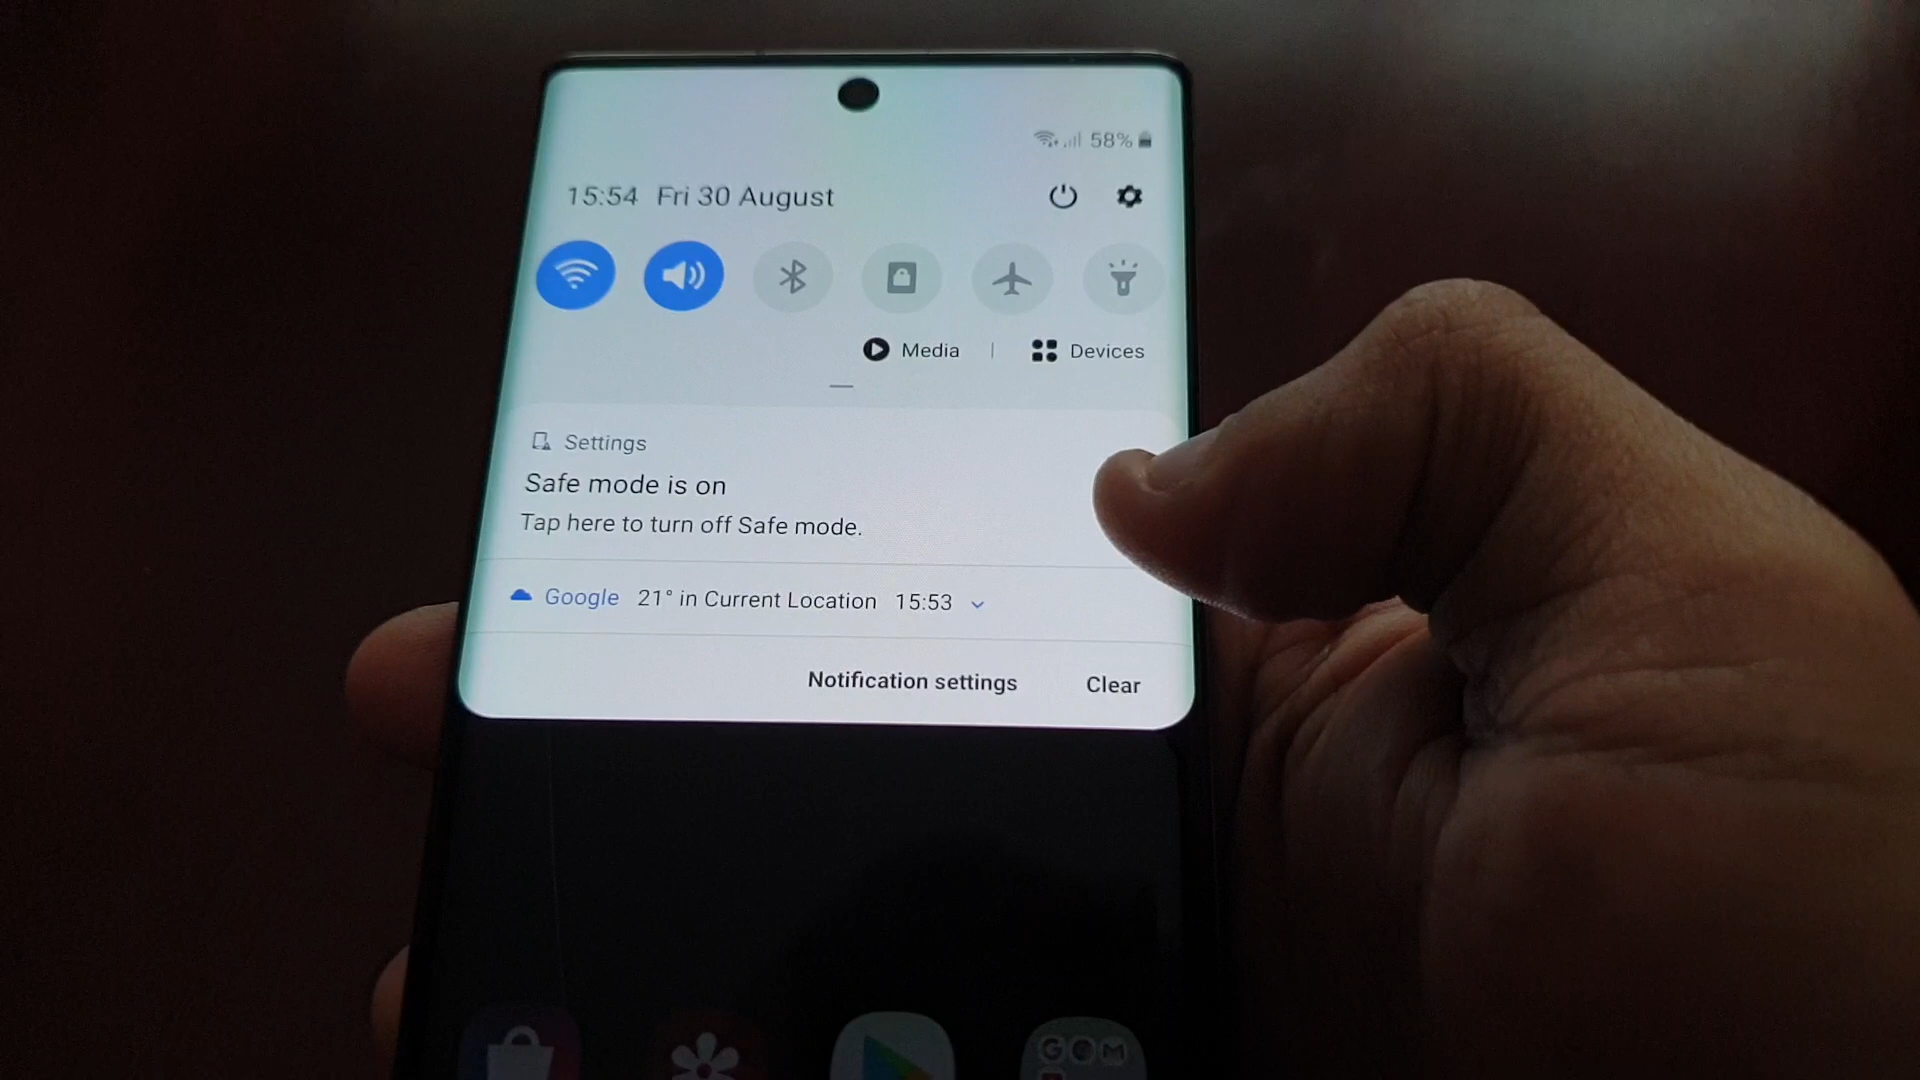 58%
15:54 Fri 30 August
Media | Devices
Settings
Safe mode is on
Tap here to turn off Safe mode.
Google 21° in Current Location 15:53
Notification settings Clear
G M